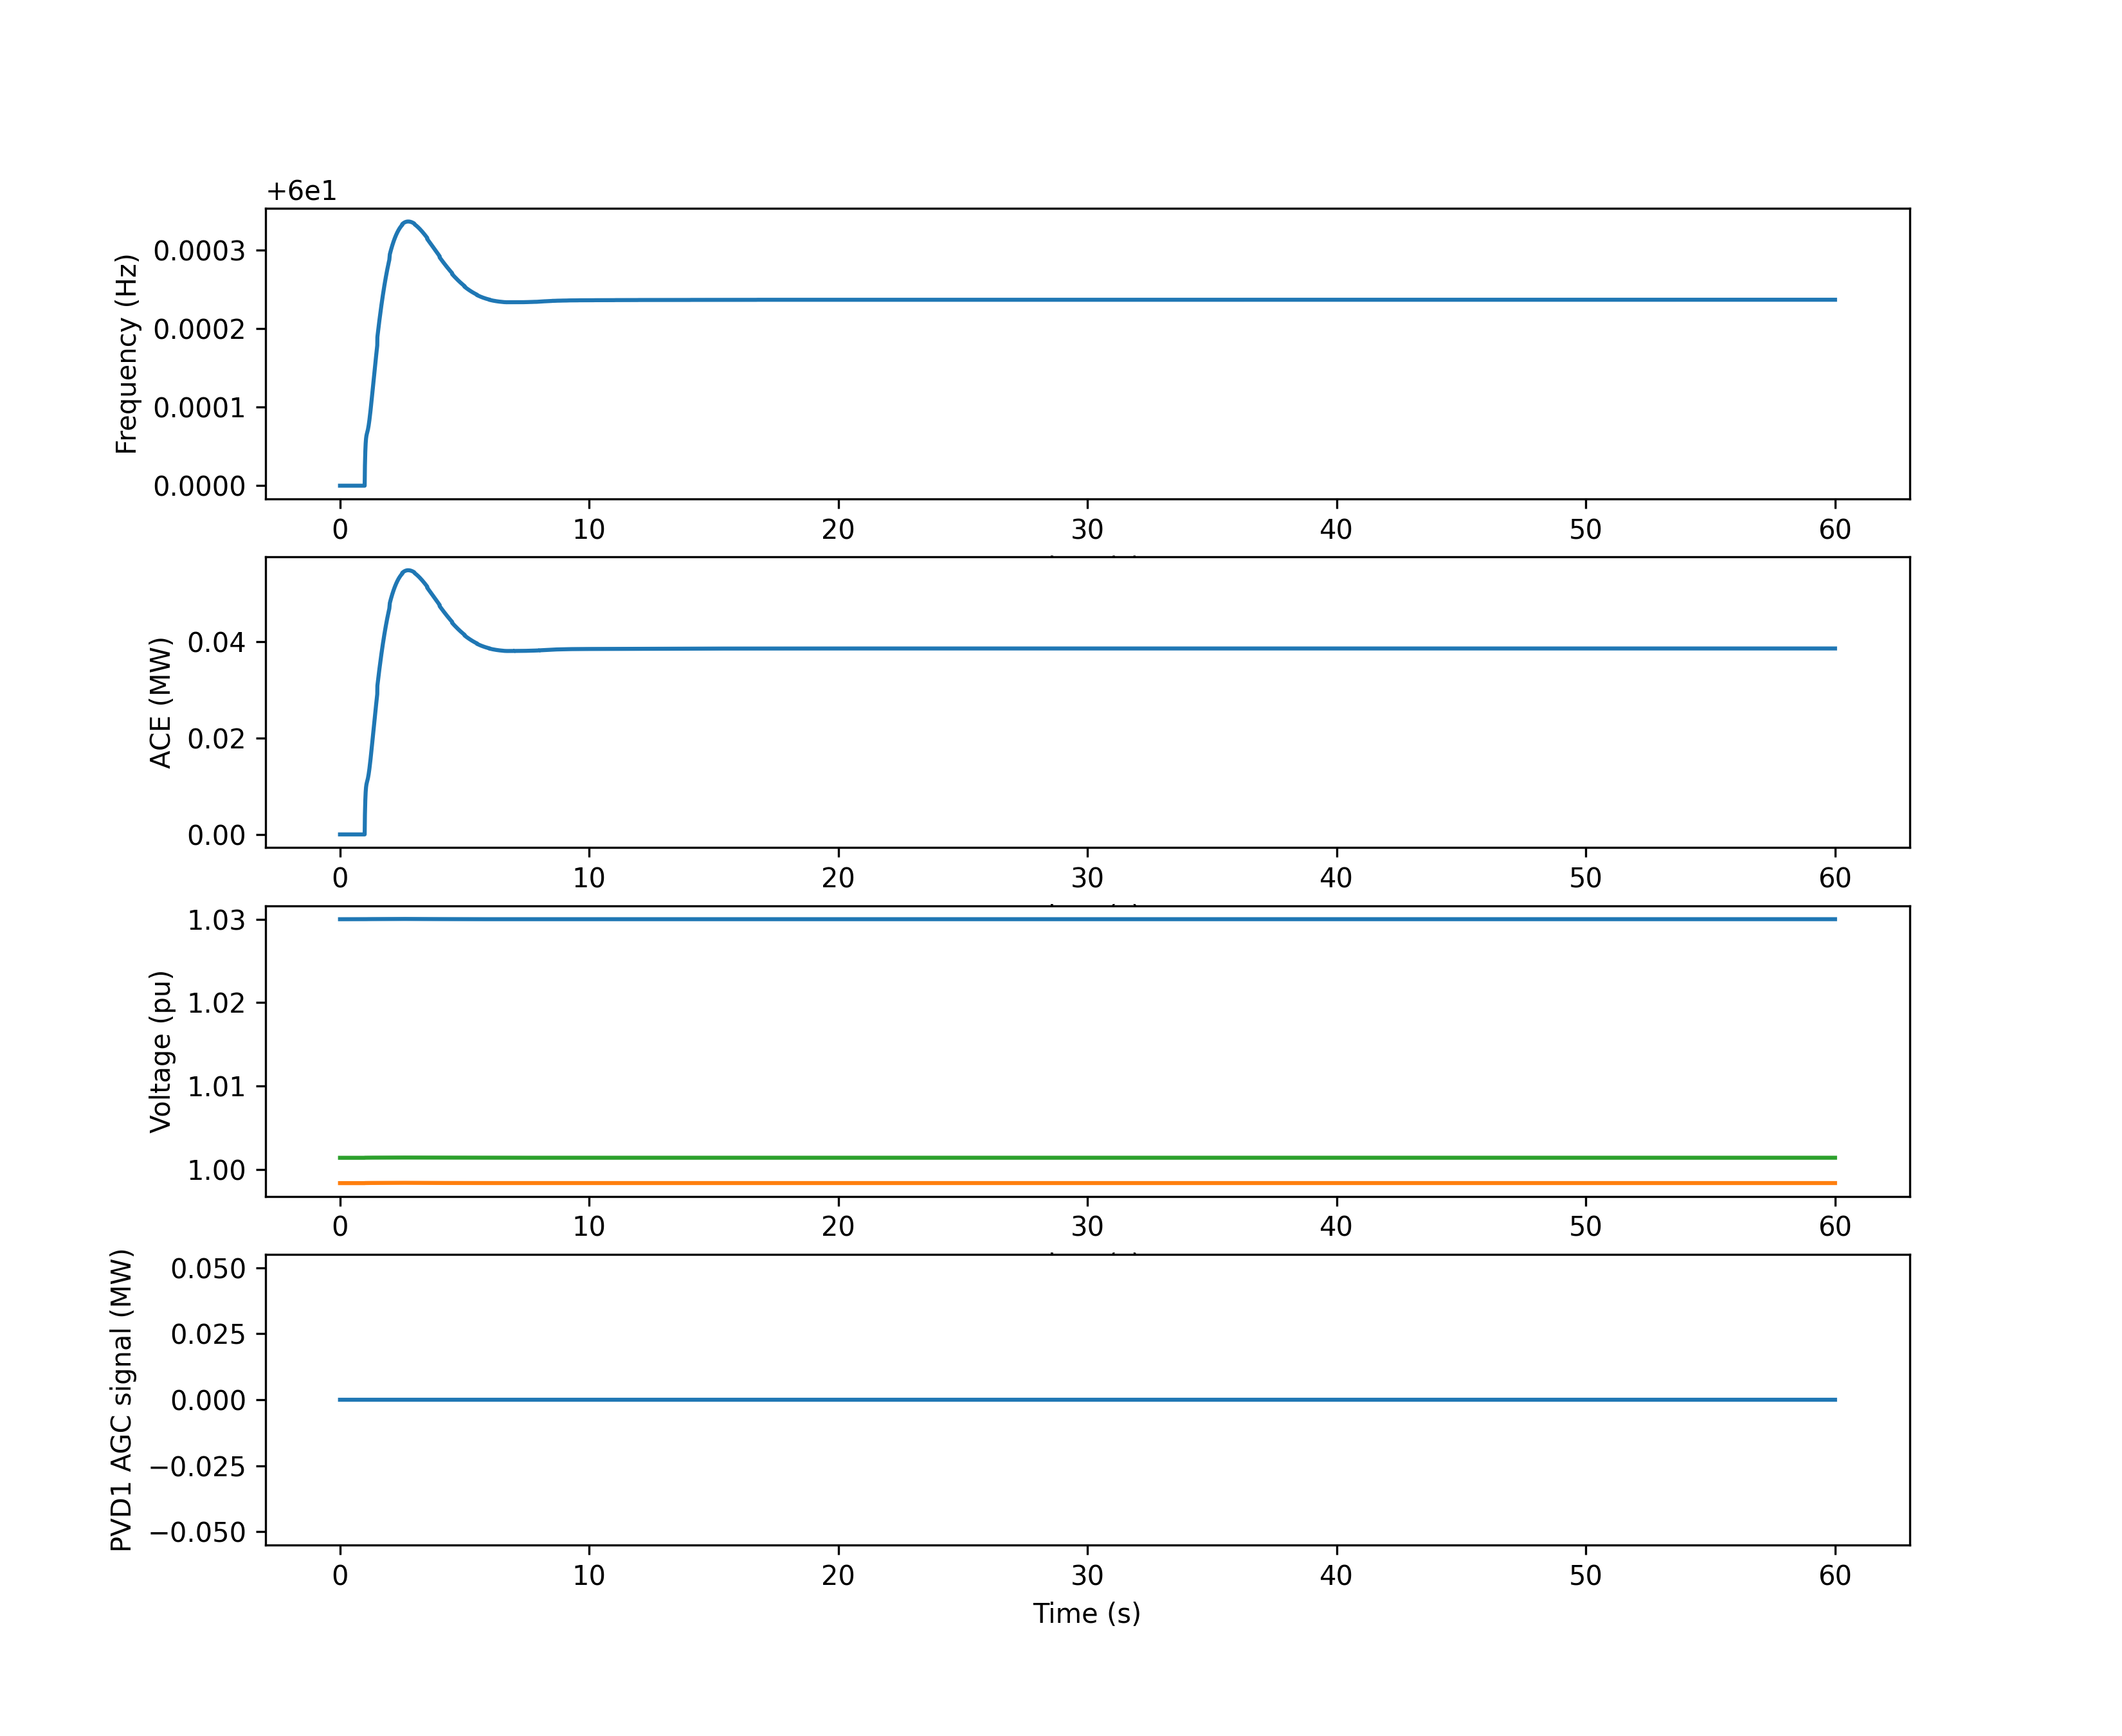 +6e1
Frequency (Hz)
0.0003
0.0002
0.0001
0.0000
0 10 20 30 40 50 60
ACE (MW)
0.04
0.02
0.00
0 10 20 30 40 50 60
Voltage (pu)
1.03
1.02
1.01
1.00
0 10 20 30 40 50 60
PVD1 AGC signal (MW)
0.050
0.025
0.000
−0.025
−0.050
0 10 20 30 40 50 60
Time (s)